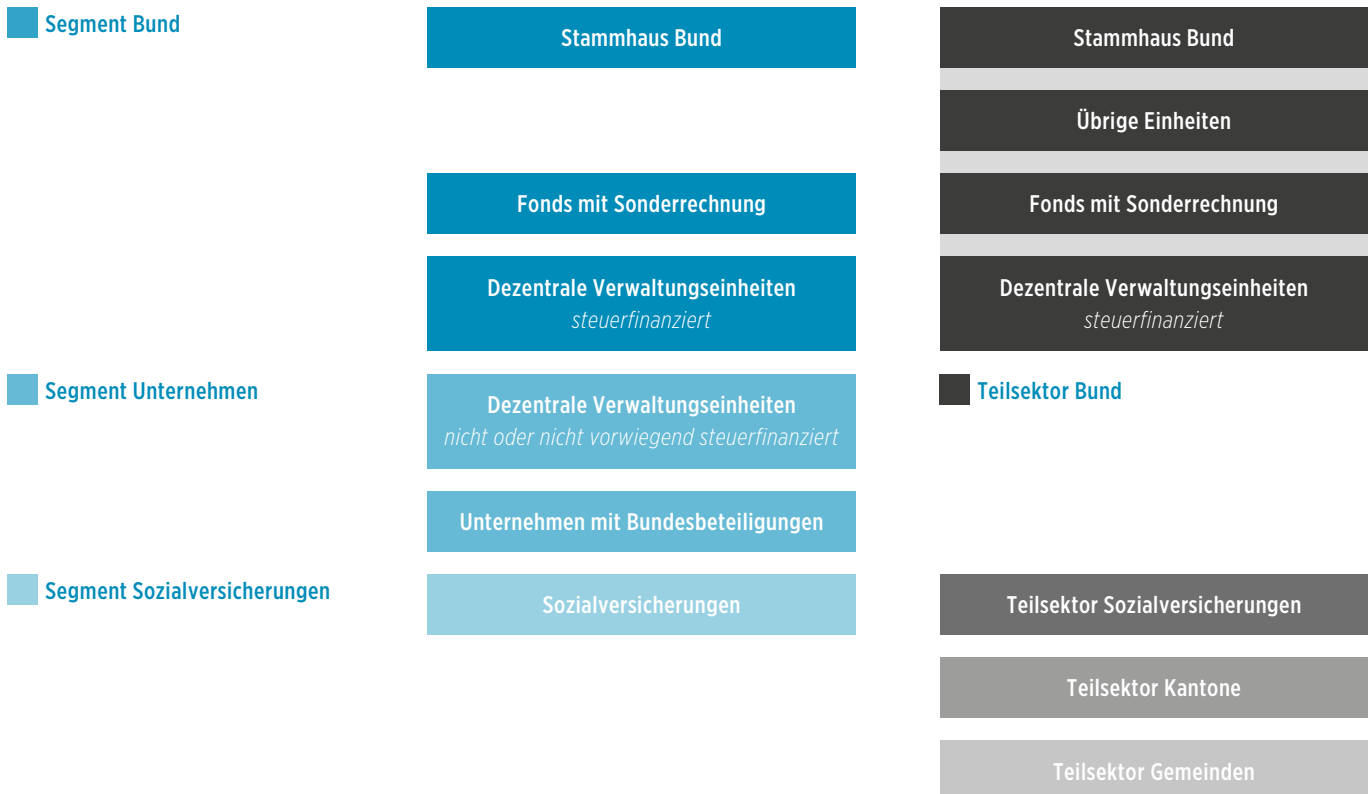 Segment Bund
Stammhaus Bund
Stammhaus Bund
Übrige Einheiten
Fonds mit Sonderrechnung
Fonds mit Sonderrechnung
Dezentrale Verwaltungseinheiten
steuerfinanziert
Dezentrale Verwaltungseinheiten
steuerfinanziert
Segment Unternehmen
Dezentrale Verwaltungseinheiten
nicht oder nicht vorwiegend steuerfinanziert
Teilsektor Bund
Unternehmen mit Bundesbeteiligungen
Segment Sozialversicherungen
Sozialversicherungen
Teilsektor Sozialversicherungen
Teilsektor Kantone
Teilsektor Gemeinden